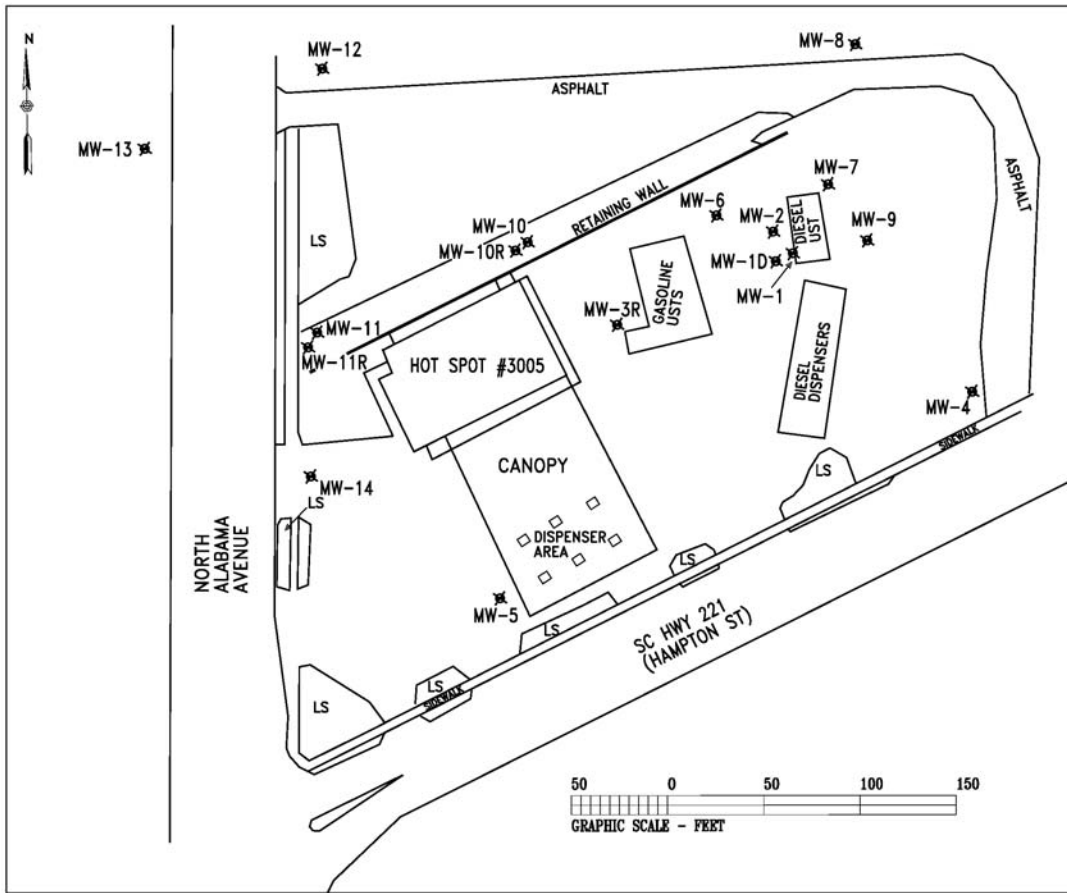 N
MW-12
MW-8
ASPHALT
MW-13
ASPHALT
MW-7
RETAINING WALL
MW-6
MW-2
DIESEL
UST
MW-9
LS
MW-10
MW-10R
MW-1D
MW-1
GASOLINE
USTS
MW-3R
MW-11
MW-11R
HOT SPOT #3005
DIESEL
DISPENSERS
MW-4
SIDEWALK
CANOPY
LS
MW-14
LS
DISPENSER
AREA
LS
NORTH
ALABAMA
AVENUE
MW-5
LS
SC HWY 221
(HAMPTON ST)
LS
SIDEWALK
LS
50 0 50 100 150
GRAPHIC SCALE - FEET